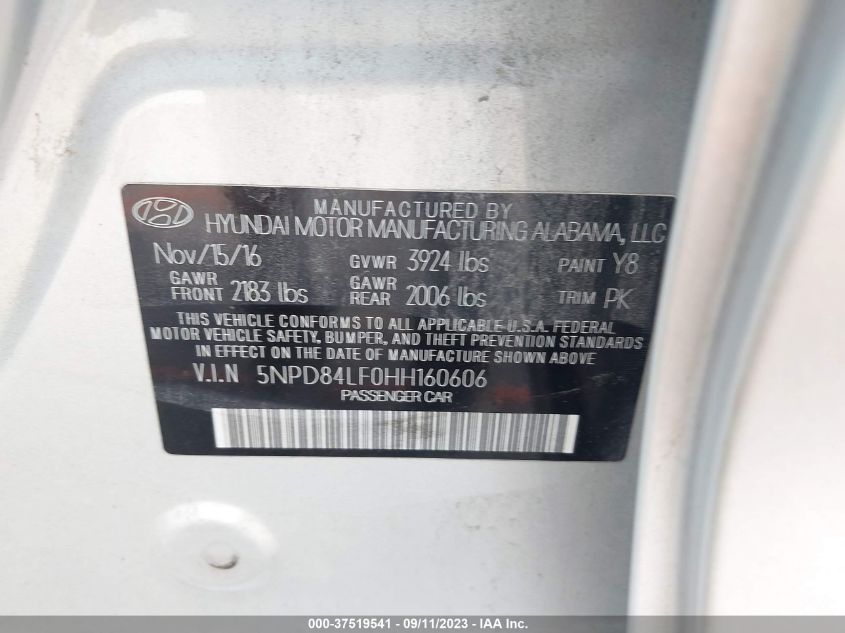 MANUFACTURED BY
HYUNDAI MOTOR MANUFACTURING ALABAMA, LLC
Nov/15/16 GVWR 3924 lbs PAINT Y8
GAWR FRONT 2183 lbs GAWR REAR 2006 lbs TRIM PK
THIS VEHICLE CONFORMS TO ALL APPLICABLE U.S.A. FEDERAL
MOTOR VEHICLE SAFETY, BUMPER, AND THEFT PREVENTION STANDARDS
IN EFFECT ON THE DATE OF MANUFACTURE SHOWN ABOVE.
V.I.N 5NPD84LF0HH160606
PASSENGER CAR
000-37519541 - 09/11/2023 - Copyright IAA, Inc.